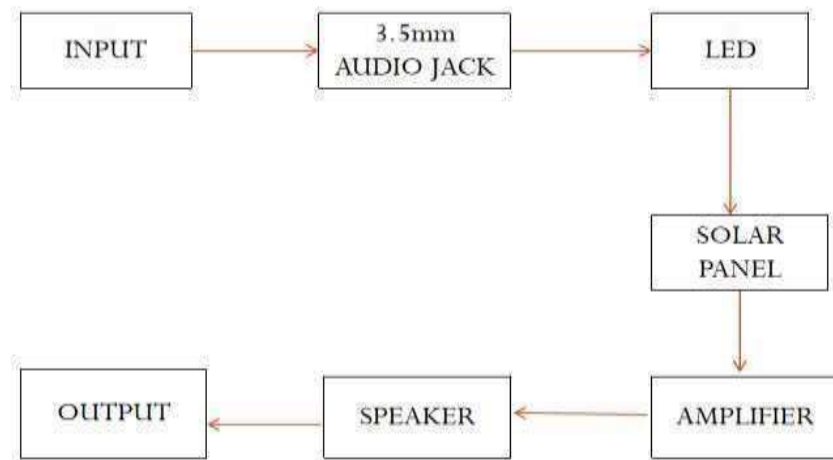 INPUT
3.5mm
AUDIO JACK
LED
SOLAR
PANEL
AMPLIFIER
SPEAKER
OUTPUT